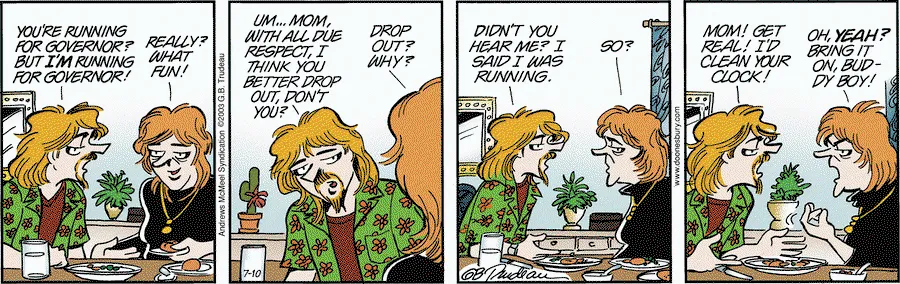 YOU'RE RUNNING
FOR GOVERNOR?
BUT I'M RUNNING
FOR GOVERNOR!
REALLY?
WHAT
FUN!
Andrews McMeel Syndication ©2003 G.B. Trudeau
UM... MOM,
WITH ALL DUE
RESPECT, I
THINK YOU
BETTER DROP
OUT, DON'T
YOU?
DROP
OUT?
WHY?
7-10
DIDN'T YOU
HEAR ME? I
SAID I WAS
RUNNING.
SO?
GB Trudeau
www.doonesbury.com
MOM! GET
REAL! I'D
CLEAN YOUR
CLOCK!
OH, YEAH?
BRING IT
ON, BUD-
DY BOY!